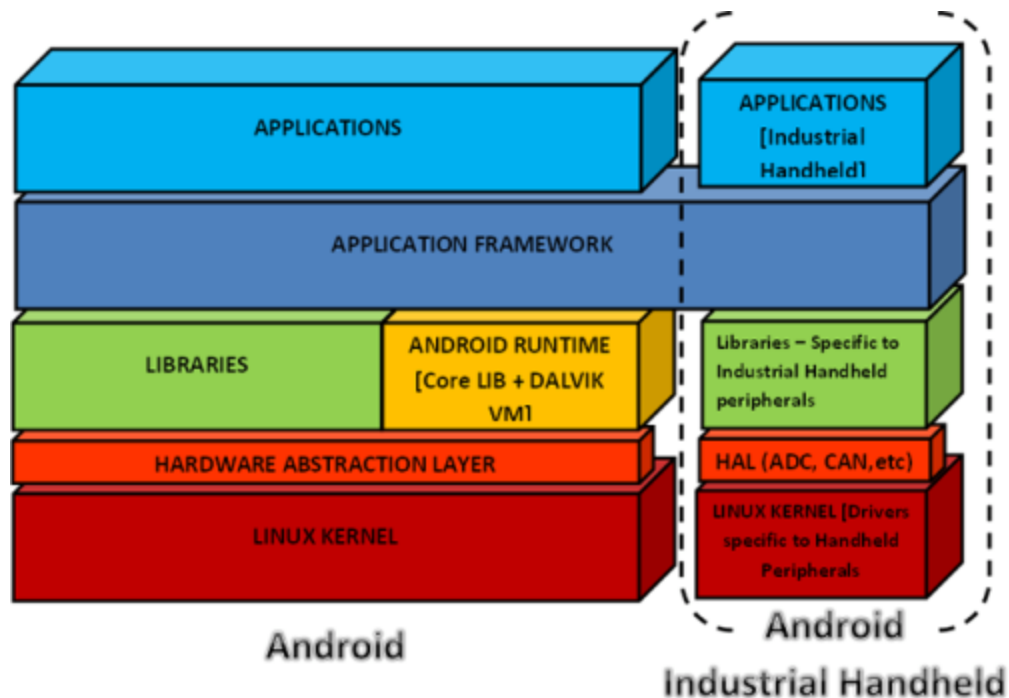 APPLICATIONS
APPLICATIONS
[Industrial
Handheld]
APPLICATION FRAMEWORK
LIBRARIES
ANDROID RUNTIME
[Core LIB + DALVIK
VM]
Libraries – Specific to
Industrial Handheld
peripherals
HARDWARE ABSTRACTION LAYER
HAL (ADC, CAN,etc)
LINUX KERNEL
LINUX KERNEL [Drivers
specific to Handheld
Peripherals
Android
Android
Industrial Handheld